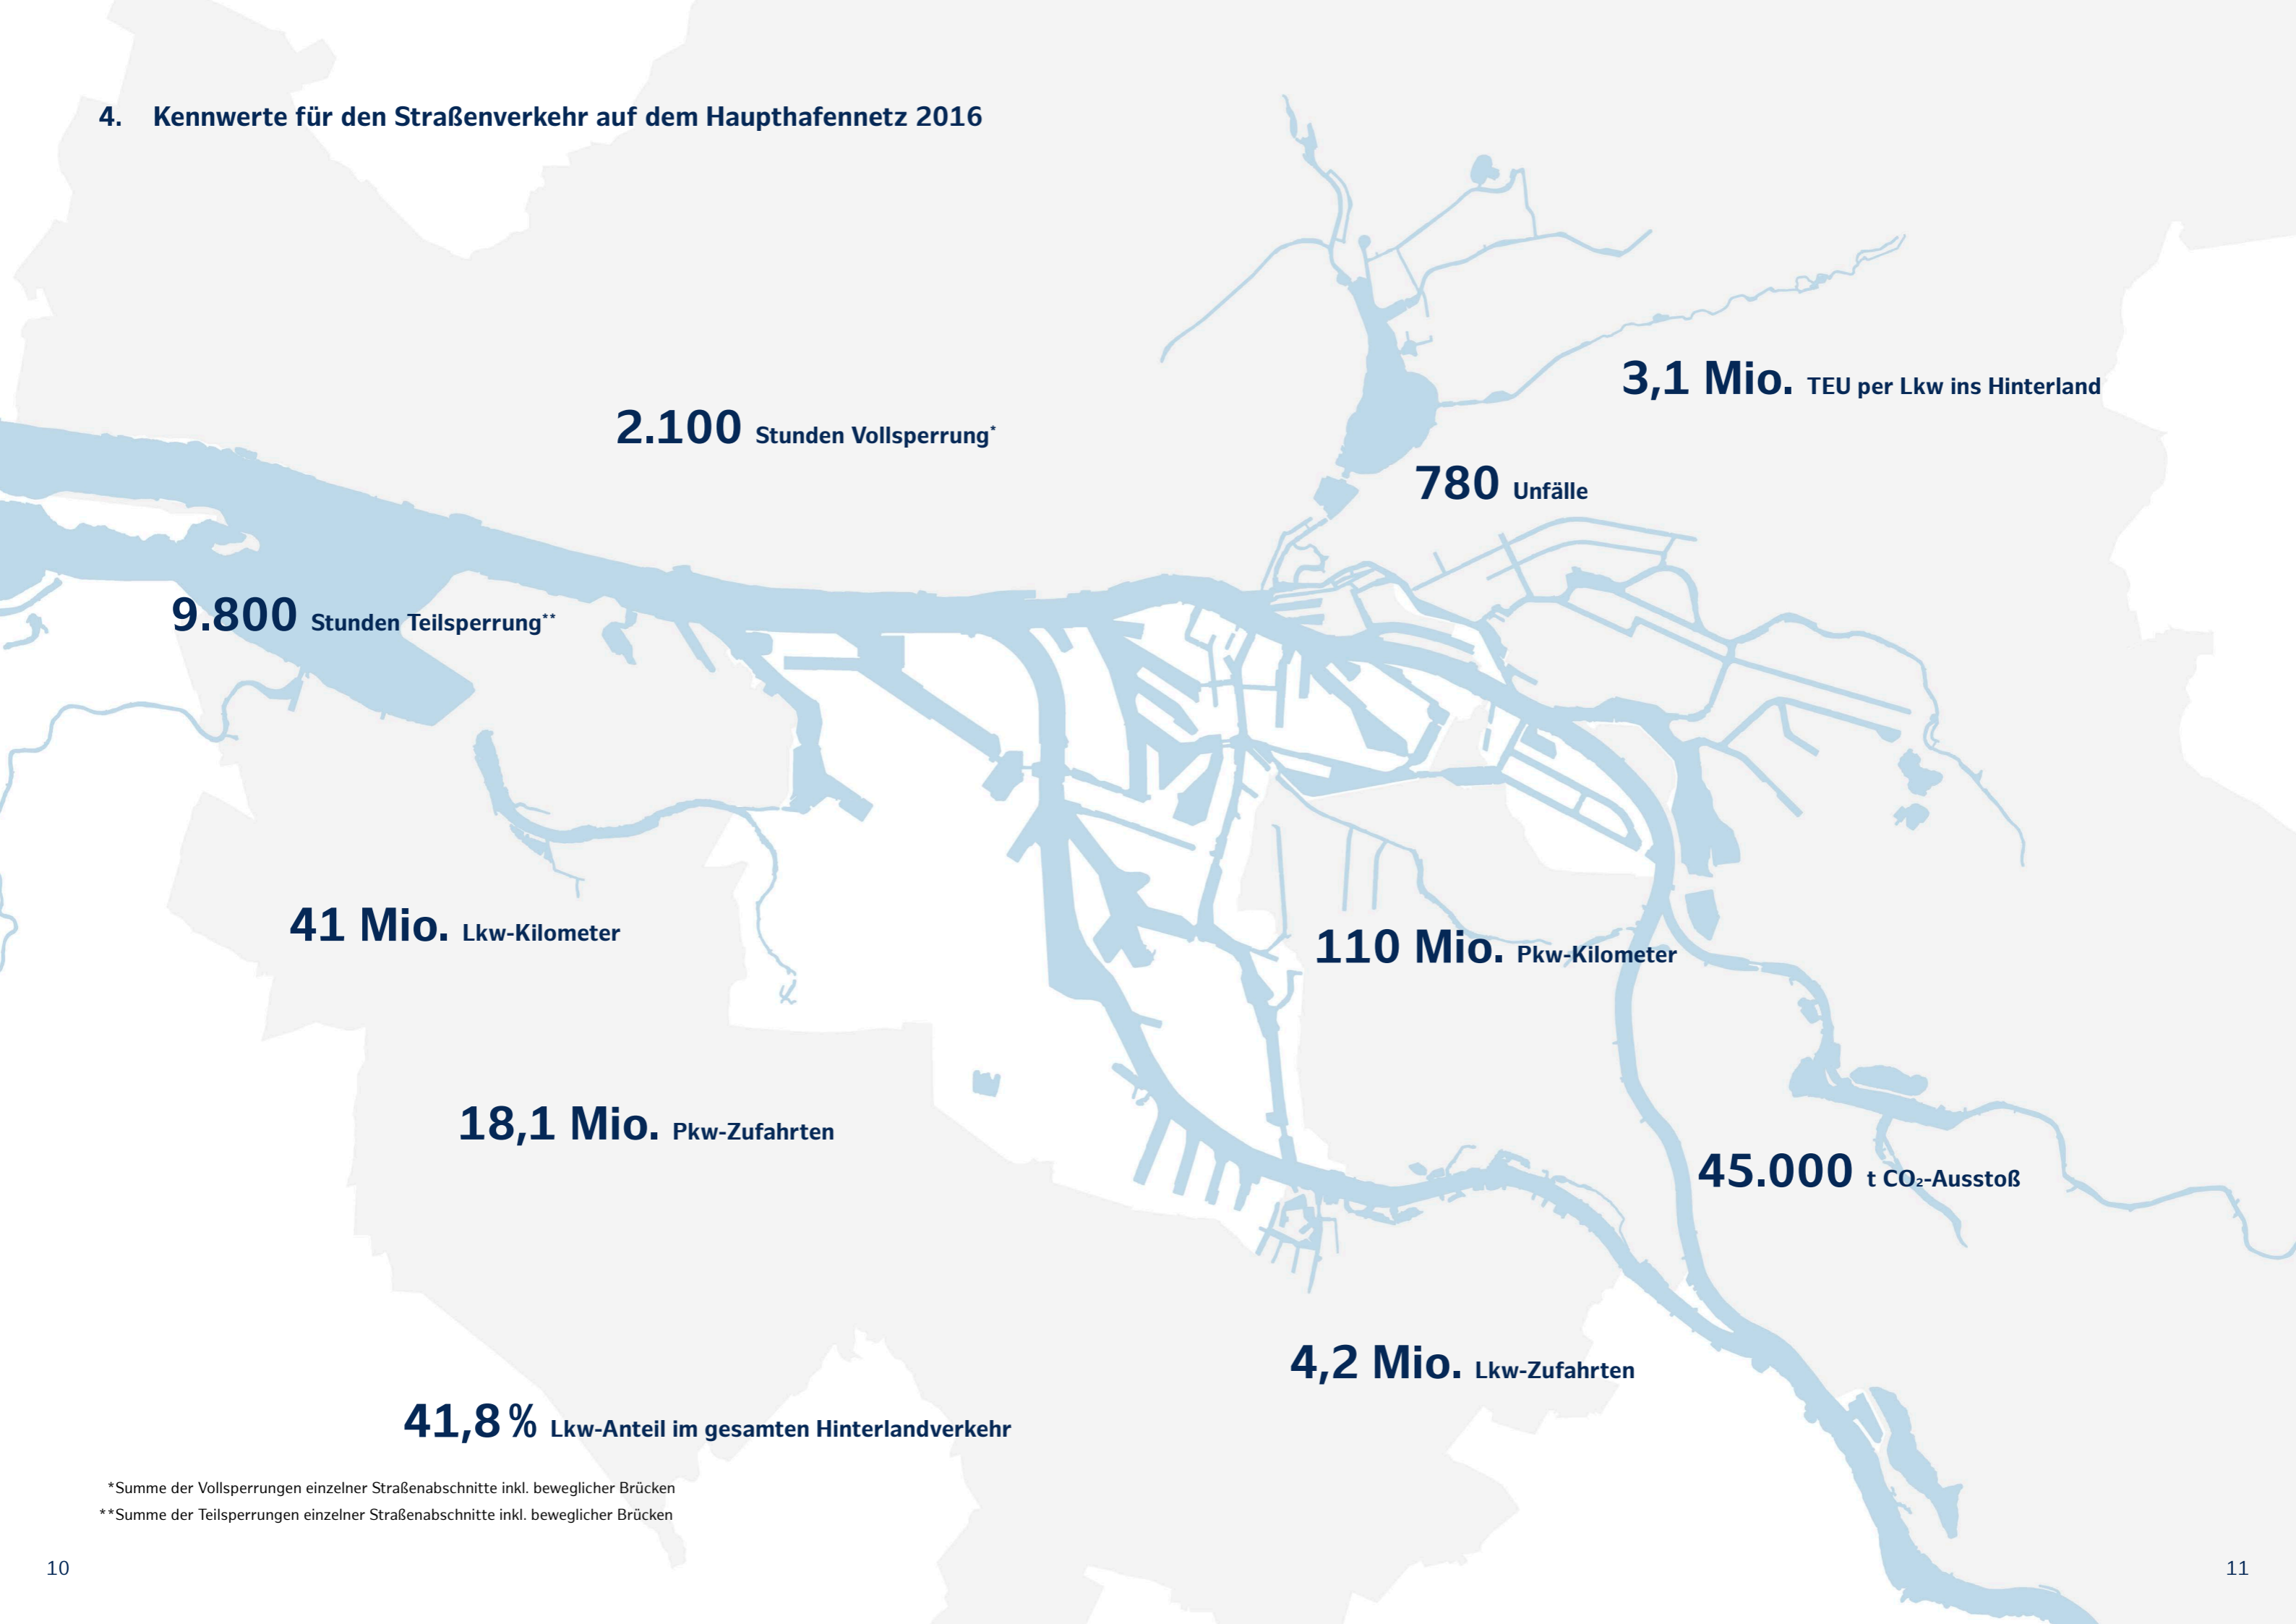 4. Kennwerte für den Straßenverkehr auf dem Haupthafennetz 2016
3,1 Mio. TEU per Lkw ins Hinterland
2.100 Stunden Vollsperrung*
780 Unfälle
9.800 Stunden Teilsperrung**
41 Mio. Lkw-Kilometer
110 Mio. Pkw-Kilometer
18,1 Mio. Pkw-Zufahrten
45.000 t CO₂-Ausstoß
4,2 Mio. Lkw-Zufahrten
41,8 % Lkw-Anteil im gesamten Hinterlandverkehr
*Summe der Vollsperrungen einzelner Straßenabschnitte inkl. beweglicher Brücken
**Summe der Teilsperrungen einzelner Straßenabschnitte inkl. beweglicher Brücken
10
11